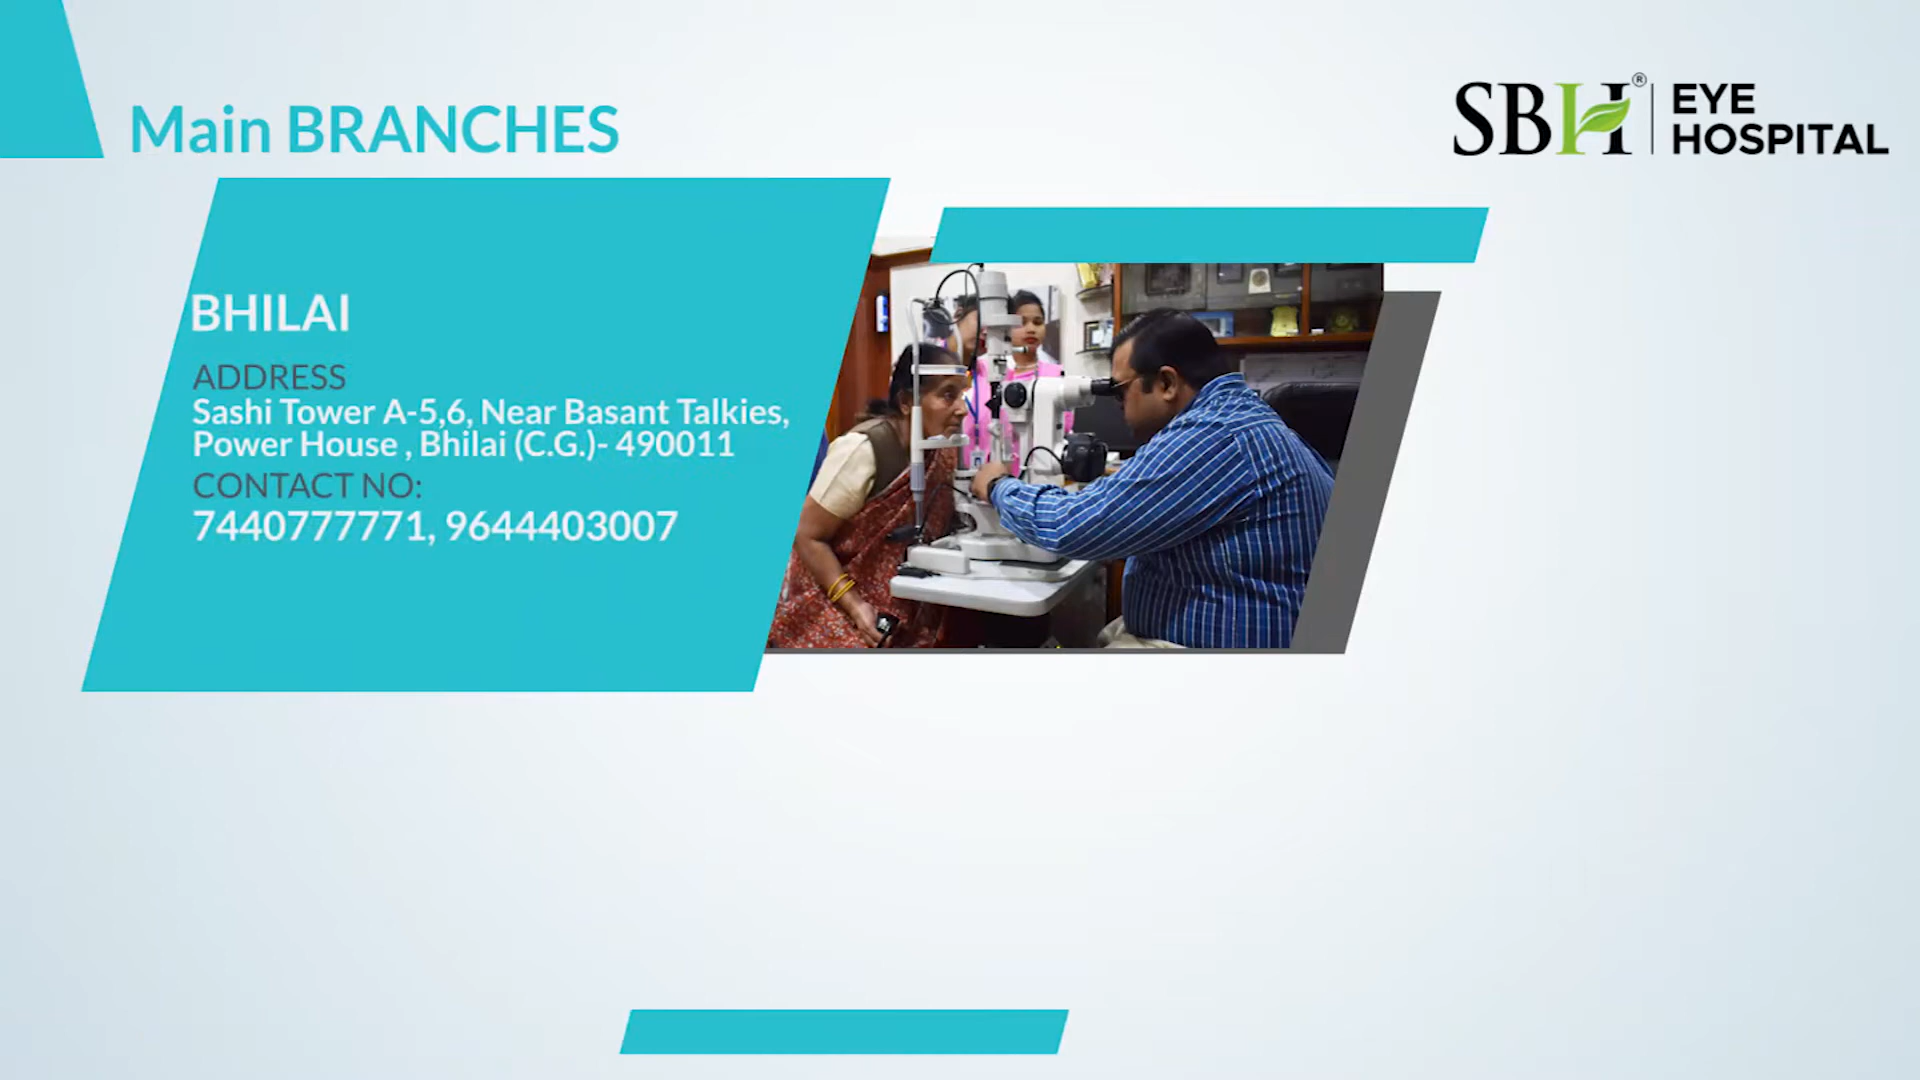 Main BRANCHES
SBH® EYE
HOSPITAL
BHILAI
ADDRESS
Sashi Tower A-5,6, Near Basant Talkies,
Power House , Bhilai (C.G.)- 490011
CONTACT NO:
7440777771, 9644403007